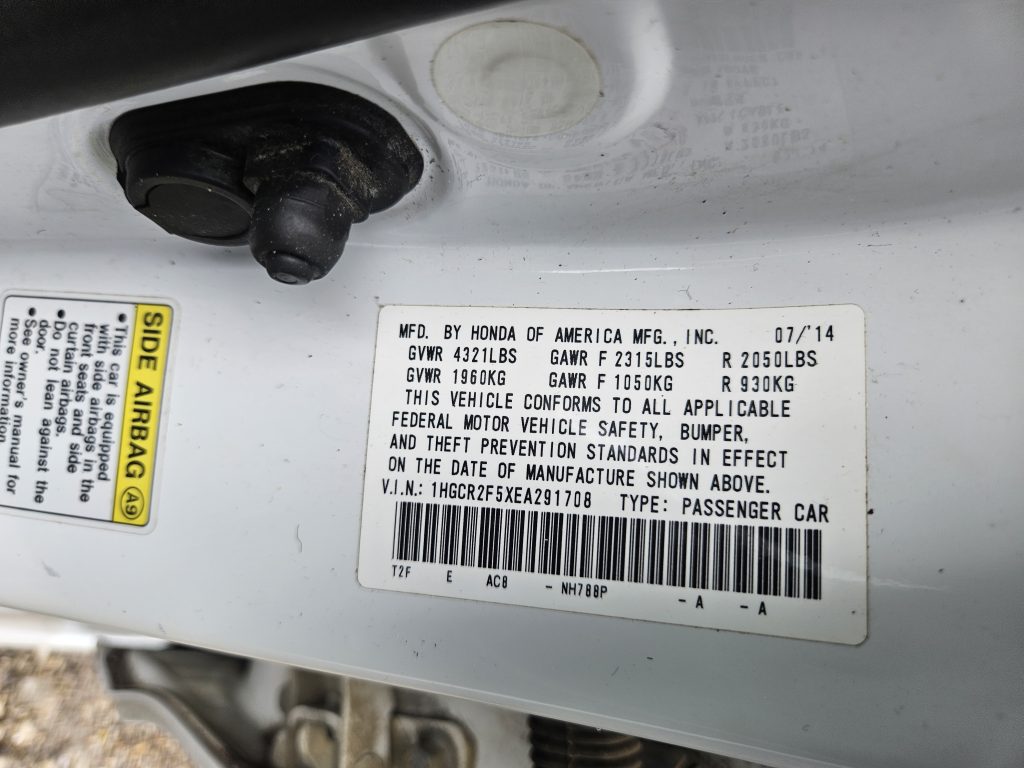 MFD. BY HONDA OF AMERICA MFG., INC. 07/'14
GVWR 4321LBS GAWR F 2315LBS R 2050LBS
GVWR 1960KG GAWR F 1050KG R 930KG
THIS VEHICLE CONFORMS TO ALL APPLICABLE
FEDERAL MOTOR VEHICLE SAFETY, BUMPER,
AND THEFT PREVENTION STANDARDS IN EFFECT
ON THE DATE OF MANUFACTURE SHOWN ABOVE.
V.I.N.: 1HGCR2F5XEA291708 TYPE: PASSENGER CAR
T2F E AC8 - NH788P - A - A
SIDE AIRBAG A9
•This car is equipped
with side airbags in the
front seats and side
curtain airbags.
•Do not lean against the
door.
•See owner's manual for
more information.